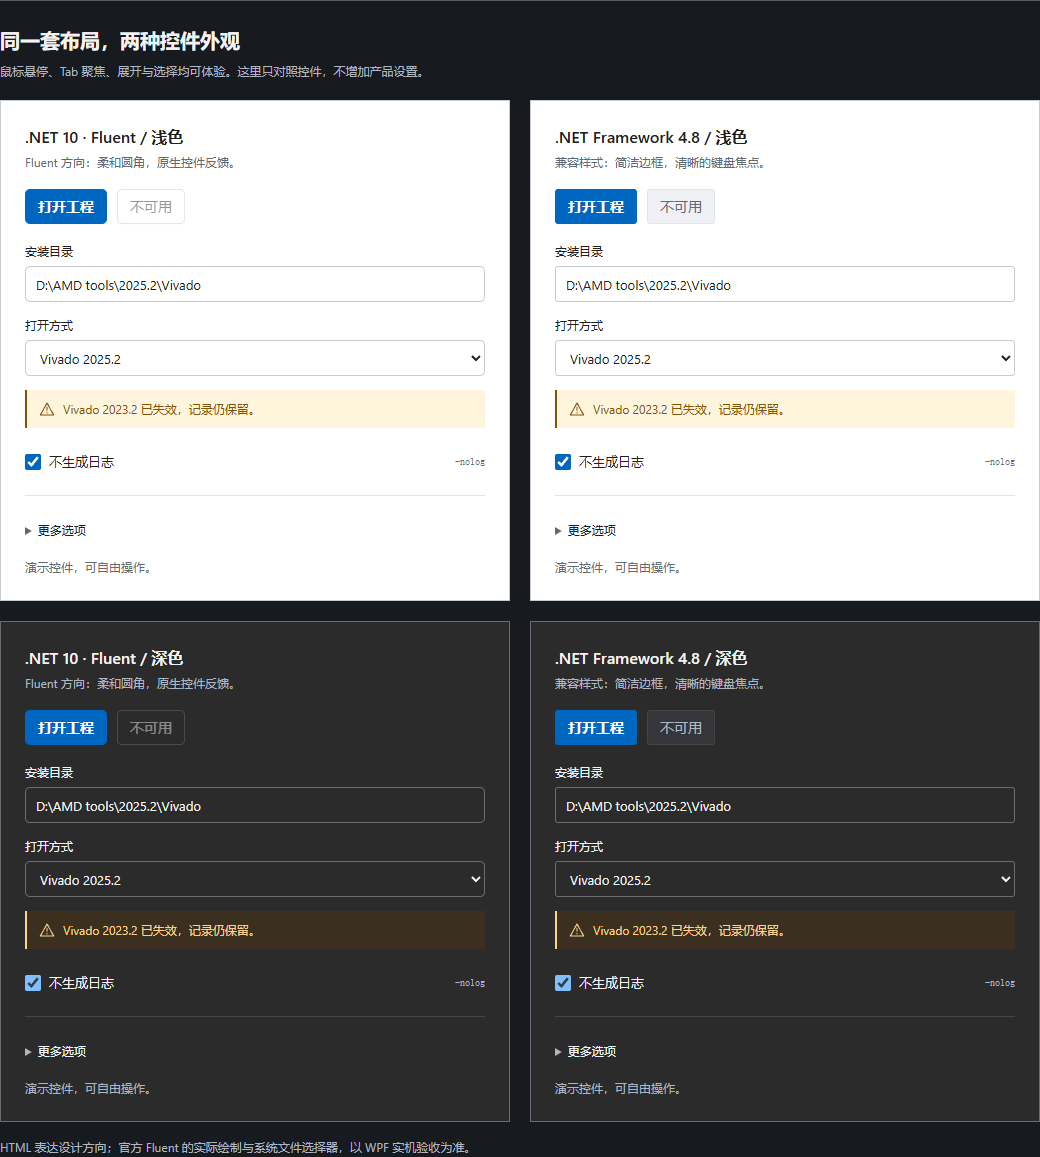 同一套布局，两种控件外观
鼠标悬停、Tab 聚焦、展开与选择均可体验。这里只对照控件，不增加产品设置。
.NET 10 · Fluent / 浅色
Fluent 方向：柔和圆角，原生控件反馈。
打开工程 不可用
安装目录
D:\AMD tools\2025.2\Vivado
打开方式
Vivado 2025.2
Vivado 2023.2 已失效，记录仍保留。
不生成日志 -nolog
更多选项
演示控件，可自由操作。
.NET Framework 4.8 / 浅色
兼容样式：简洁边框，清晰的键盘焦点。
打开工程 不可用
安装目录
D:\AMD tools\2025.2\Vivado
打开方式
Vivado 2025.2
Vivado 2023.2 已失效，记录仍保留。
不生成日志 -nolog
更多选项
演示控件，可自由操作。
.NET 10 · Fluent / 深色
Fluent 方向：柔和圆角，原生控件反馈。
打开工程 不可用
安装目录
D:\AMD tools\2025.2\Vivado
打开方式
Vivado 2025.2
Vivado 2023.2 已失效，记录仍保留。
不生成日志 -nolog
更多选项
演示控件，可自由操作。
.NET Framework 4.8 / 深色
兼容样式：简洁边框，清晰的键盘焦点。
打开工程 不可用
安装目录
D:\AMD tools\2025.2\Vivado
打开方式
Vivado 2025.2
Vivado 2023.2 已失效，记录仍保留。
不生成日志 -nolog
更多选项
演示控件，可自由操作。
HTML 表达设计方向；官方 Fluent 的实际绘制与系统文件选择器，以 WPF 实机验收为准。